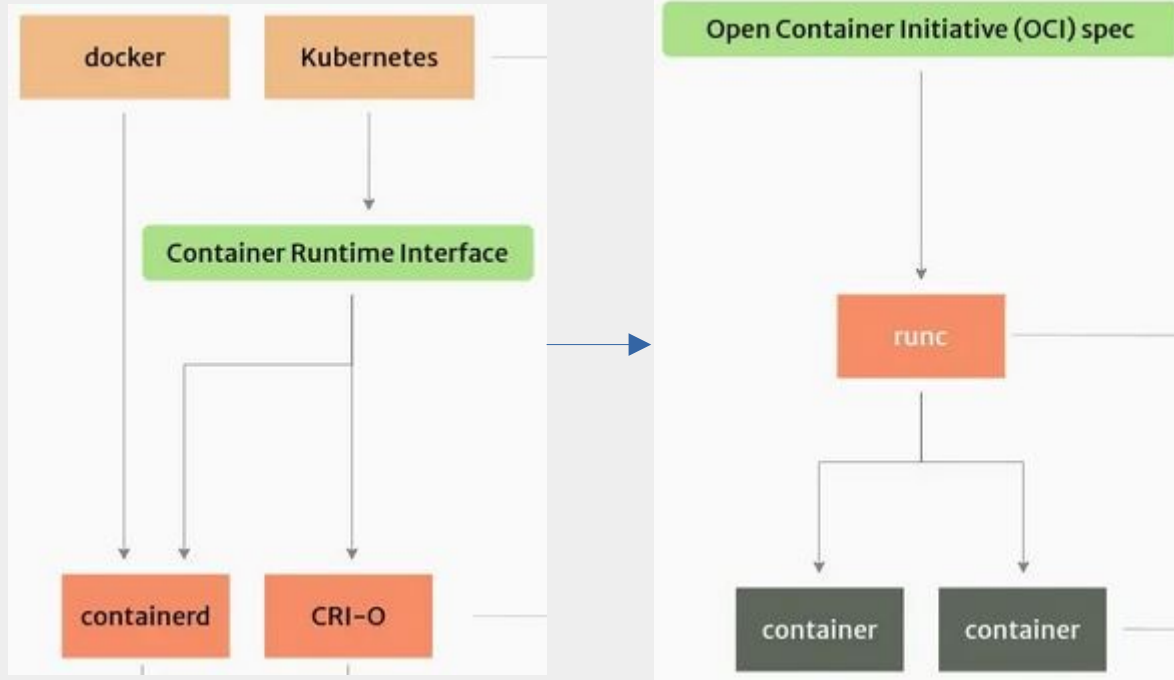 docker
Kubernetes
Container Runtime Interface
containerd
CRI-O
Open Container Initiative (OCI) spec
runc
container
container